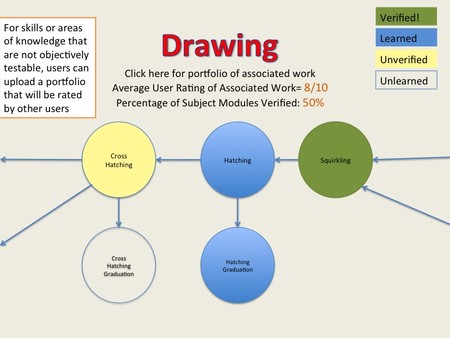 For skills or areas
of knowledge that
are not objectively
testable, users can
upload a portfolio
that will be rated
by other users
Drawing
Click here for portfolio of associated work
Average User Rating of Associated Work= 8/10
Percentage of Subject Modules Verified: 50%
Verified!
Learned
Unverified
Unlearned
Cross
Hatching
Hatching
Squirkling
Cross
Hatching
Graduation
Hatching
Graduation